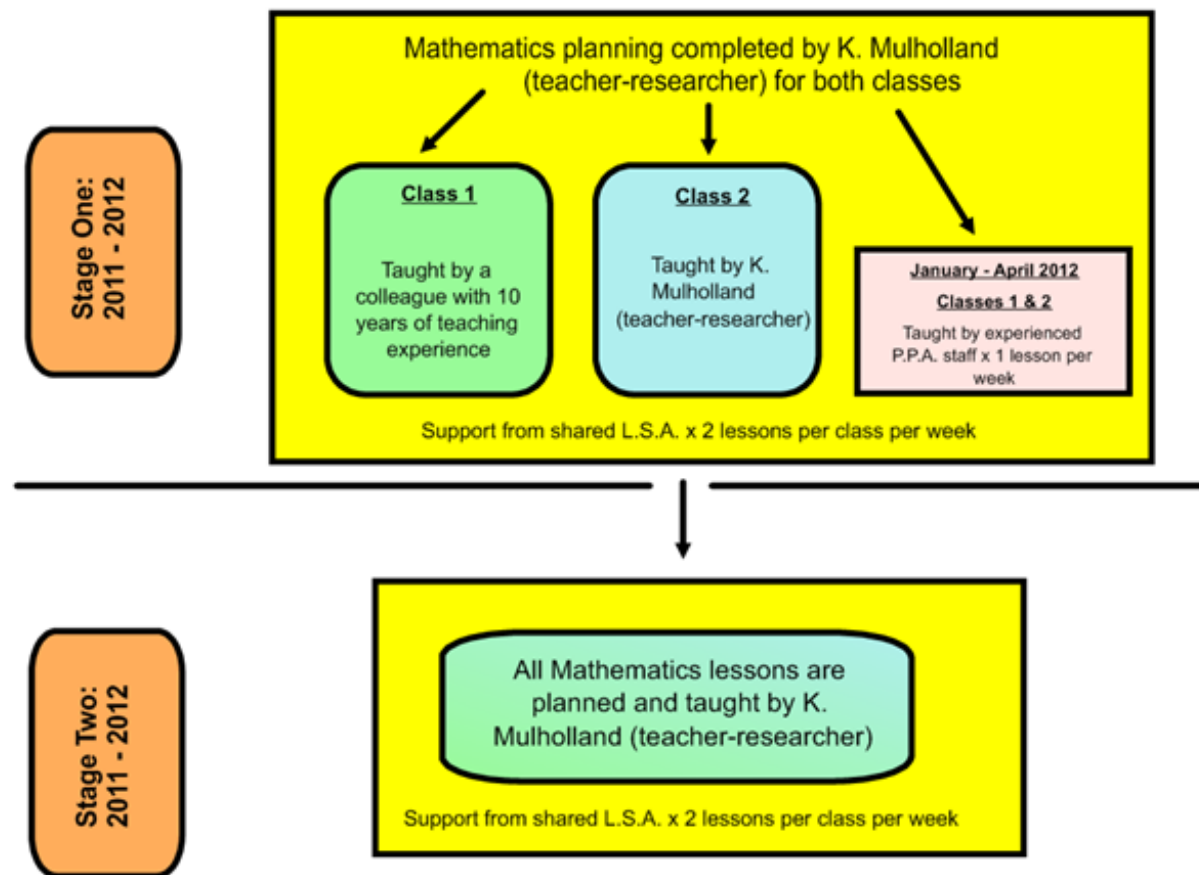 Stage One:
2011 - 2012
Mathematics planning completed by K. Mulholland
(teacher-researcher) for both classes
Class 1
Taught by a
colleague with 10
years of teaching
experience
Class 2
Taught by K.
Mulholland
(teacher-researcher)
January - April 2012
Classes 1 & 2
Taught by experienced
P.P.A. staff x 1 lesson per
week
Support from shared L.S.A. x 2 lessons per class per week
Stage Two:
2011 - 2012
All Mathematics lessons are
planned and taught by K.
Mulholland (teacher-researcher)
Support from shared L.S.A. x 2 lessons per class per week